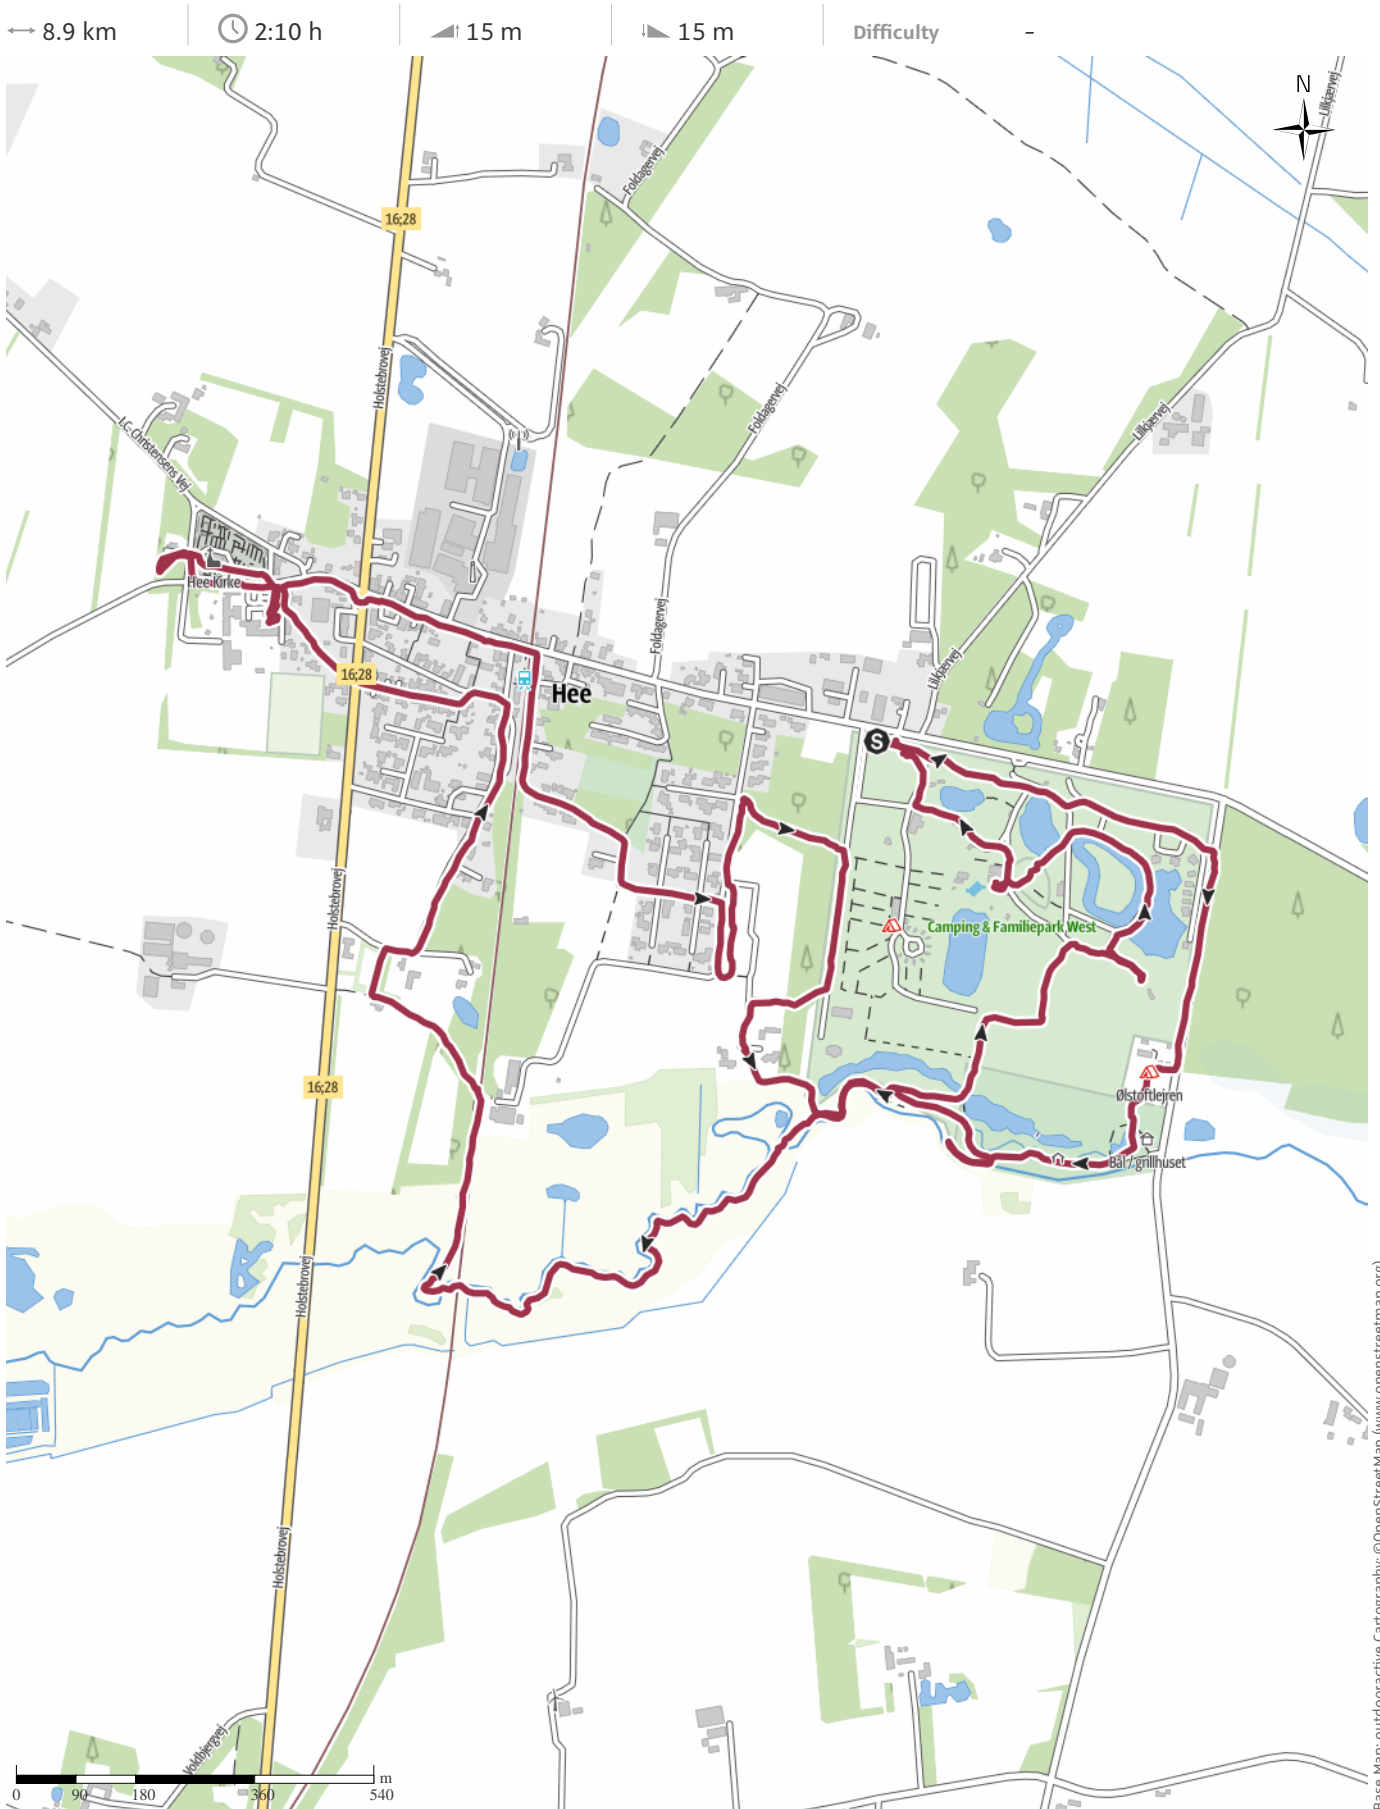 8.9 km
2:10 h
15 m
15 m
Difficulty
-
N
Lilkjærvej
Foldagervej
16;28
Holstebrovej
I.C. Christensens Vej
Foldagervej
Lilkjærvej
Hee Kirke
Foldagervej
Lilkjærvej
16;28
Hee
S
Holstebrovej
Camping & Familiepark West
16;28
Ølstoftlejren
Bål / grillhuset
Holstebrovej
Holstebrovej
Voldbjergvej
m
0
90
180
360
540
Base Map: outdooractive Cartography; ©OpenStreetMap (www.openstreetmap.org)